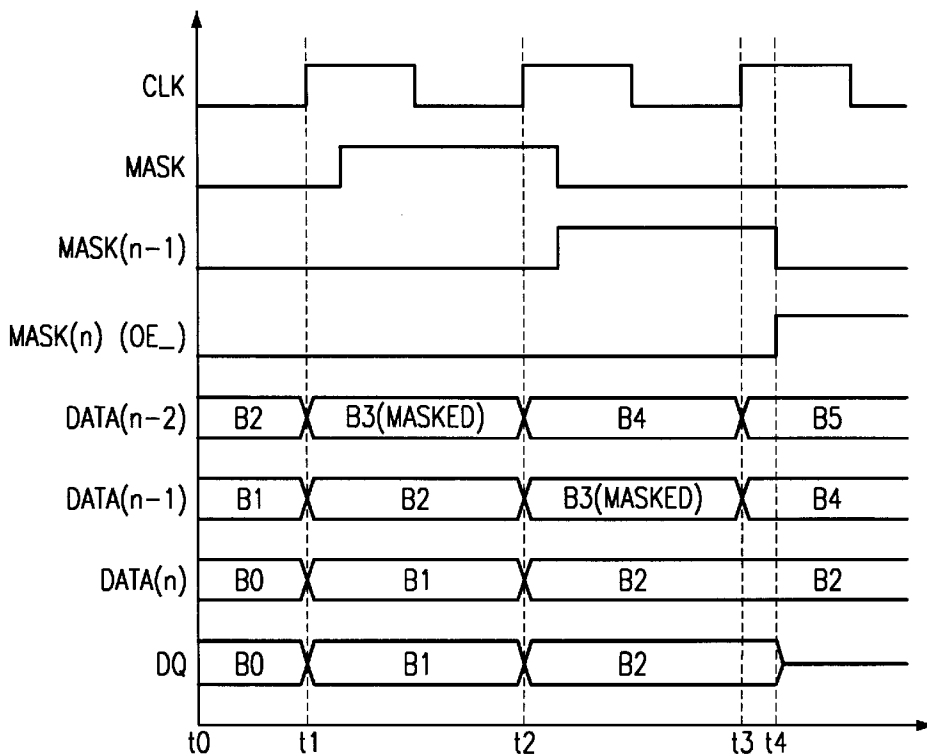 CLK
MASK
MASK(n-1)
MASK(n) (OE_)
DATA(n-2) B2 B3(MASKED) B4 B5
DATA(n-1) B1 B2 B3(MASKED) B4
DATA(n) B0 B1 B2 B2
DQ B0 B1 B2
t0 t1 t2 t3 t4